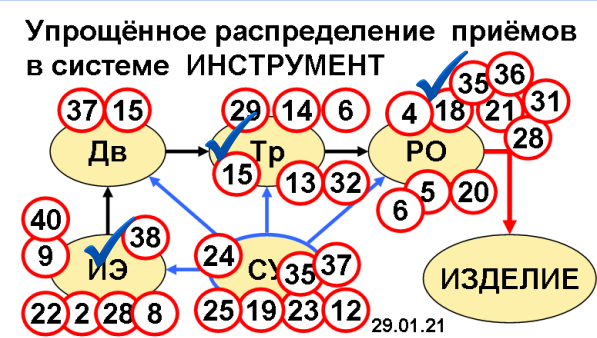 Упрощённое распределение приёмов
в системе ИНСТРУМЕНТ
35 36
37 15 29 14 6 4 18 21 31
28
Дв Тр РО
15 13 32 5 20
6
40
38
9 24 37
35
ИЭ СУ ИЗДЕЛИЕ
22 2 28 8 25 19 23 12
29.01.21